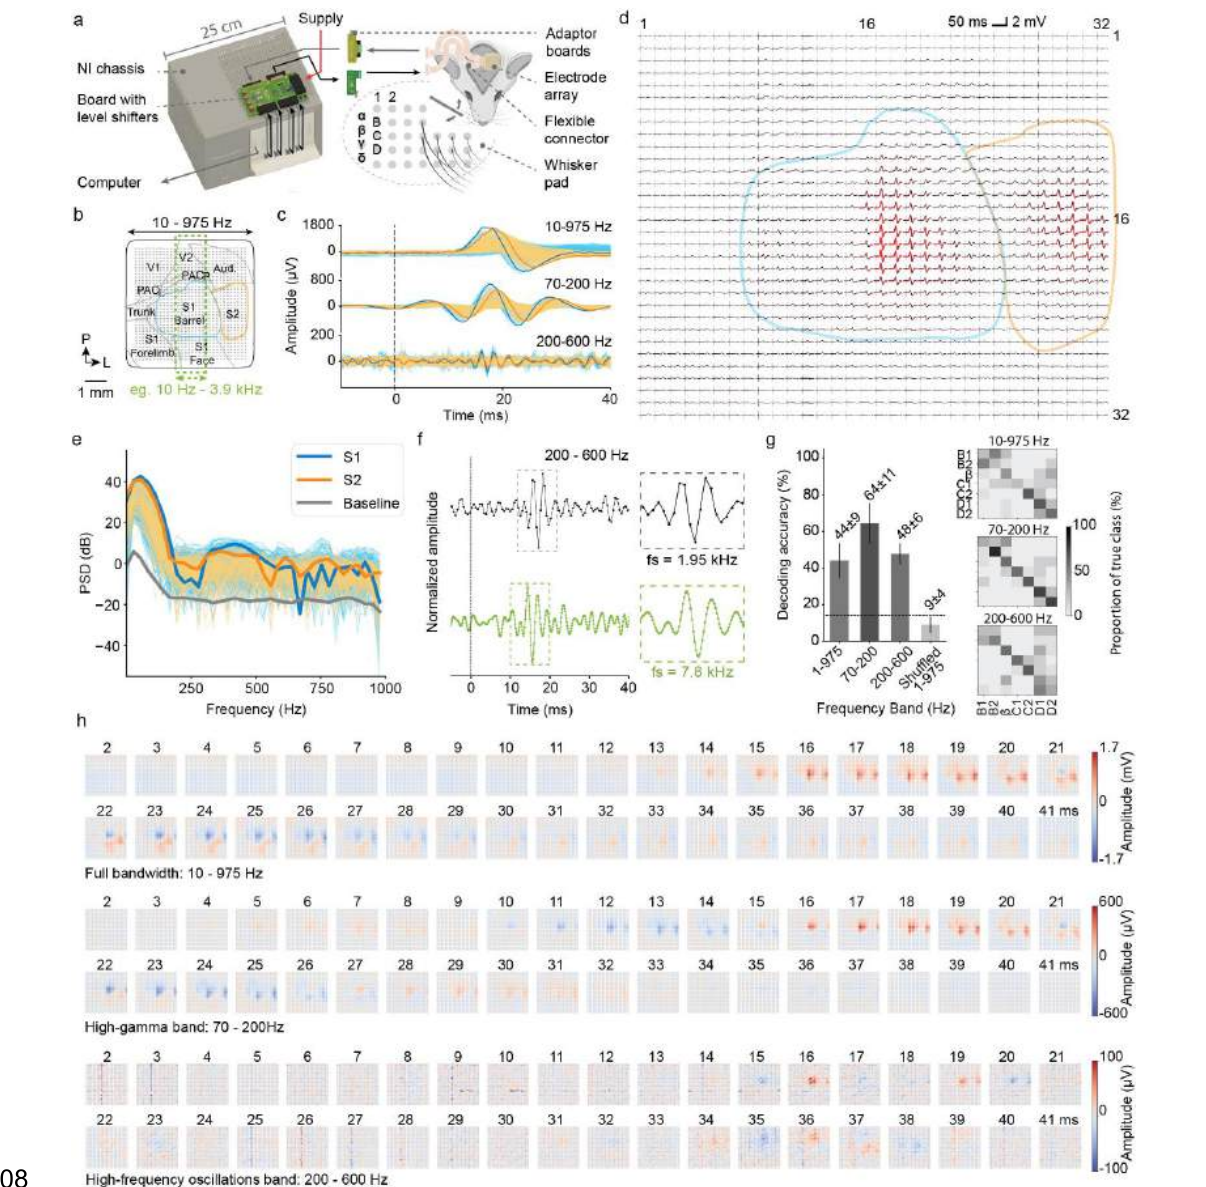 a
25 cm
Supply
NI chassis
Board with
level shifters
Computer
Adaptor
boards
Electrode
array
Flexible
connector
Whisker
pad
1 2
α
β
γ
δ
B
C
D
b
10 - 975 Hz
V1
V2
Aud.
Trunk
S1
Barrel
S2
S1
Forelimb
S1
Face
P
L
1 mm
eg. 10 Hz - 3.9 kHz
c
1800
0
800
0
200
0
Amplitude (µV)
10-975 Hz
70-200 Hz
200-600 Hz
0 20 40
Time (ms)
d
1 16 50 ms 2 mV 32
1
16
32
e
S1
S2
Baseline
40
20
0
−20
−40
PSD (dB)
250 500 750 1000
Frequency (Hz)
f
200 - 600 Hz
Normalized amplitude
fs = 1.95 kHz
fs = 7.8 kHz
0 10 20 30 40
Time (ms)
g
100
80
60
40
20
0
Decoding accuracy (%)
44±9
64±11
48±6
9±4
1-975
70-200
200-600
Shuffled
1-975
Frequency Band (Hz)
10-975 Hz
B1
B2
β
C1
C2
D1
D2
70-200 Hz
200-600 Hz
B1 B2 β C1 C2 D1 D2
100
50
0
Proportion of true class (%)
h
2 3 4 5 6 7 8 9 10 11 12 13 14 15 16 17 18 19 20 21
22 23 24 25 26 27 28 29 30 31 32 33 34 35 36 37 38 39 40 41 ms
1.7
0
-1.7
Amplitude (mV)
Full bandwidth: 10 - 975 Hz
2 3 4 5 6 7 8 9 10 11 12 13 14 15 16 17 18 19 20 21
22 23 24 25 26 27 28 29 30 31 32 33 34 35 36 37 38 39 40 41 ms
600
0
-600
Amplitude (µV)
High-gamma band: 70 - 200Hz
2 3 4 5 6 7 8 9 10 11 12 13 14 15 16 17 18 19 20 21
22 23 24 25 26 27 28 29 30 31 32 33 34 35 36 37 38 39 40 41 ms
100
0
-100
Amplitude (µV)
08
High-frequency oscillations band: 200 - 600 Hz